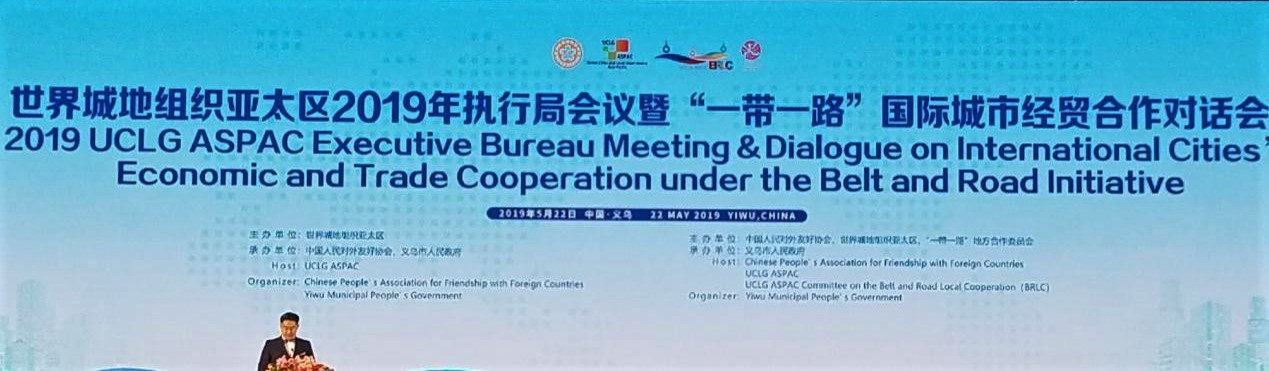 UCLG
ASPAC
BRLC
世界城地组织亚太区2019年执行局会议暨“一带一路”国际城市经贸合作对话会
2019 UCLG ASPAC Executive Bureau Meeting & Dialogue on International Cities'
Economic and Trade Cooperation under the Belt and Road Initiative
2019年5月22日 中国·义乌 22 MAY 2019 YIWU,CHINA
主办单位: 世界城地组织亚太区
承办单位: 中国人民对外友好协会、义乌市人民政府
Host: UCLG ASPAC
Organizer: Chinese People's Association for Friendship with Foreign Countries
Yiwu Municipal People's Government
主办单位: 中国人民对外友好协会、世界城地组织亚太区、“一带一路”地方合作委员会
承办单位: 义乌市人民政府
Host: Chinese People's Association for Friendship with Foreign Countries
UCLG ASPAC
UCLG ASPAC Committee on the Belt and Road Local Cooperation (BRLC)
Organizer: Yiwu Municipal People's Government